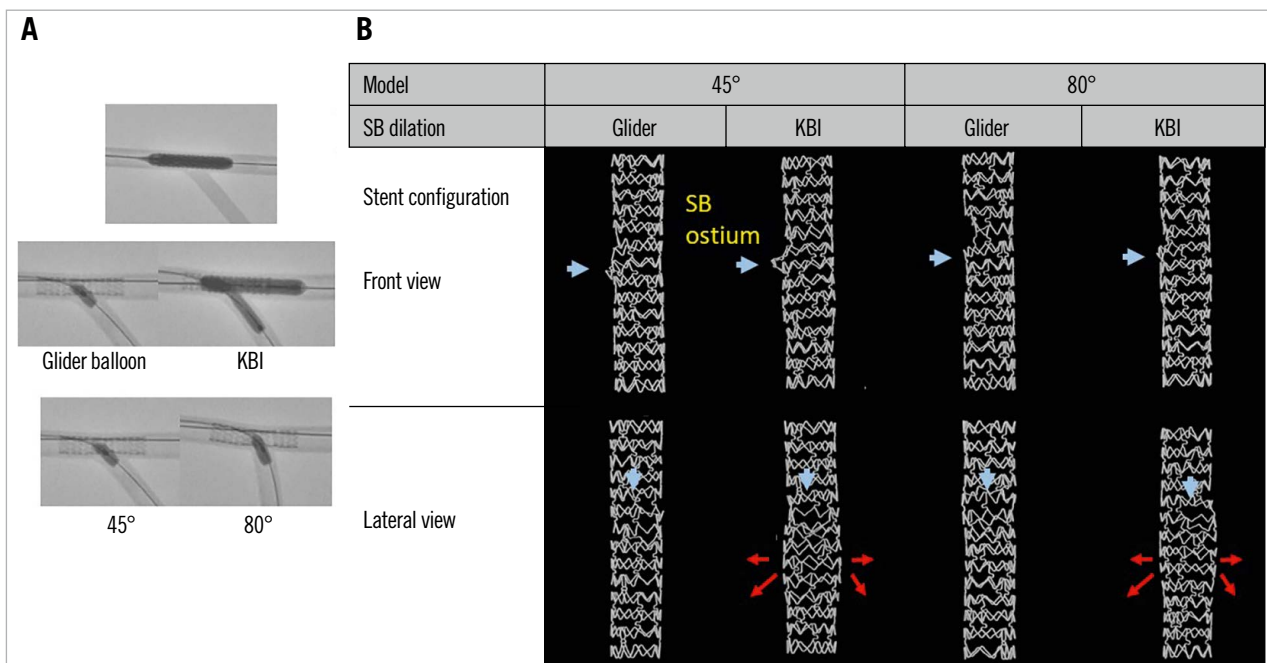 A
Glider balloon KBI
45° 80°
B
Model 45° 80°
SB dilation Glider KBI Glider KBI
Stent configuration
SB
ostium
Front view
Lateral view